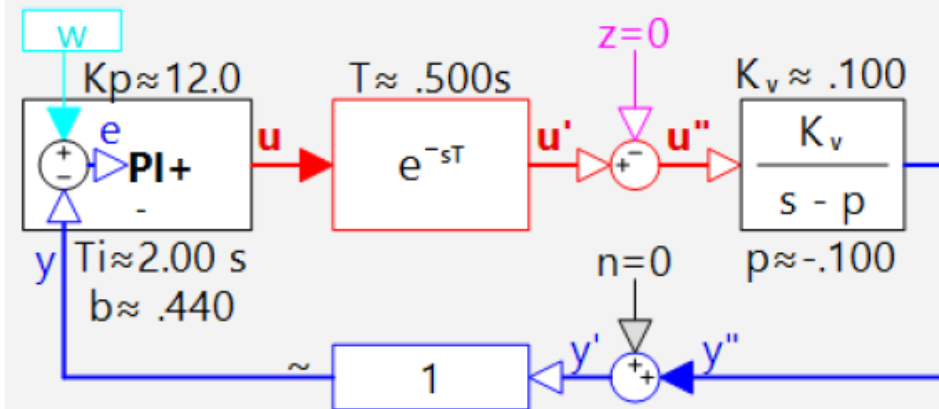 w
Kp≈12.0
T≈ .500s
z=0
Kᵥ≈ .100
e
+
−
PI+
-
u
e⁻ˢᵀ
u'
+
−
u"
Kᵥ
s - p
y
Ti≈2.00 s
b≈ .440
n=0
p≈-.100
~
1
y'
+
+
y"